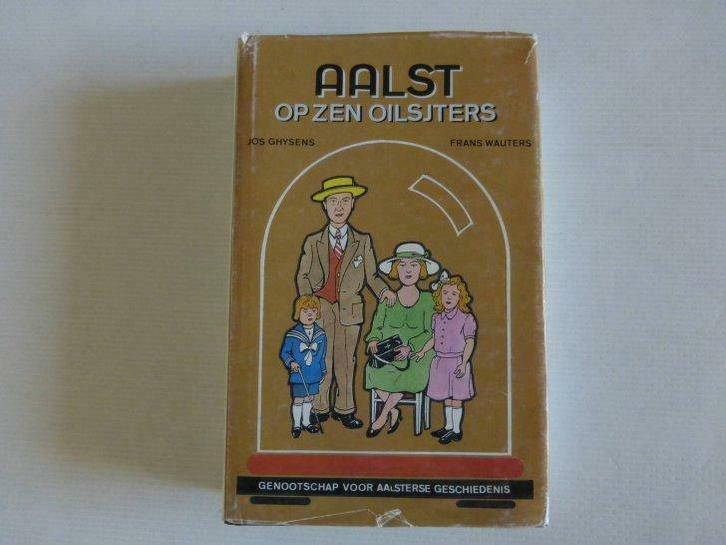 AALST
OP ZEN OILSJTERS
JOS GHYSENS FRANS WAUTERS
GENOOTSCHAP VOOR AALSTERSE GESCHIEDENIS